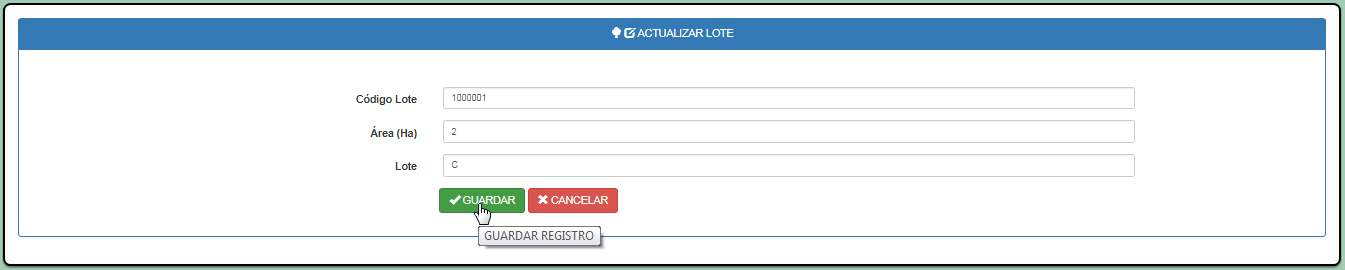 ACTUALIZAR LOTE
Código Lote 1000001
Área (Ha) 2
Lote C
GUARDAR CANCELAR
GUARDAR REGISTRO